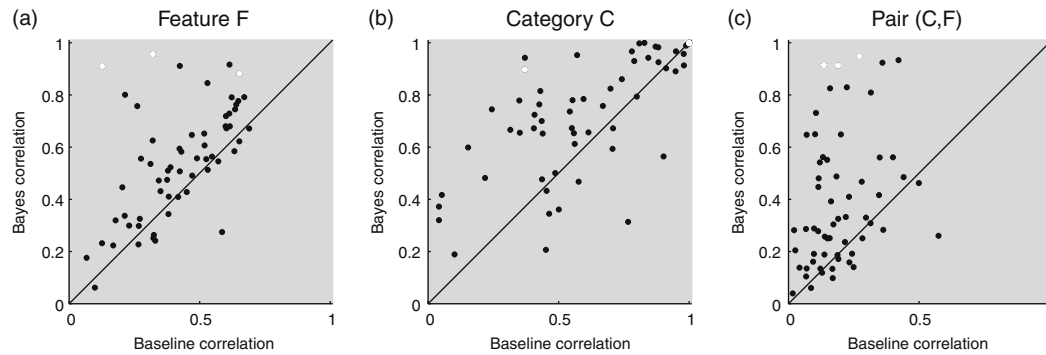 (a) Feature F
(b) Category C
(c) Pair (C,F)
Bayes correlation
1
0.8
0.6
0.4
0.2
0
0 0.5 1
Baseline correlation
Bayes correlation
1
0.8
0.6
0.4
0.2
0
0 0.5 1
Baseline correlation
Bayes correlation
1
0.8
0.6
0.4
0.2
0
0 0.5
Baseline correlation